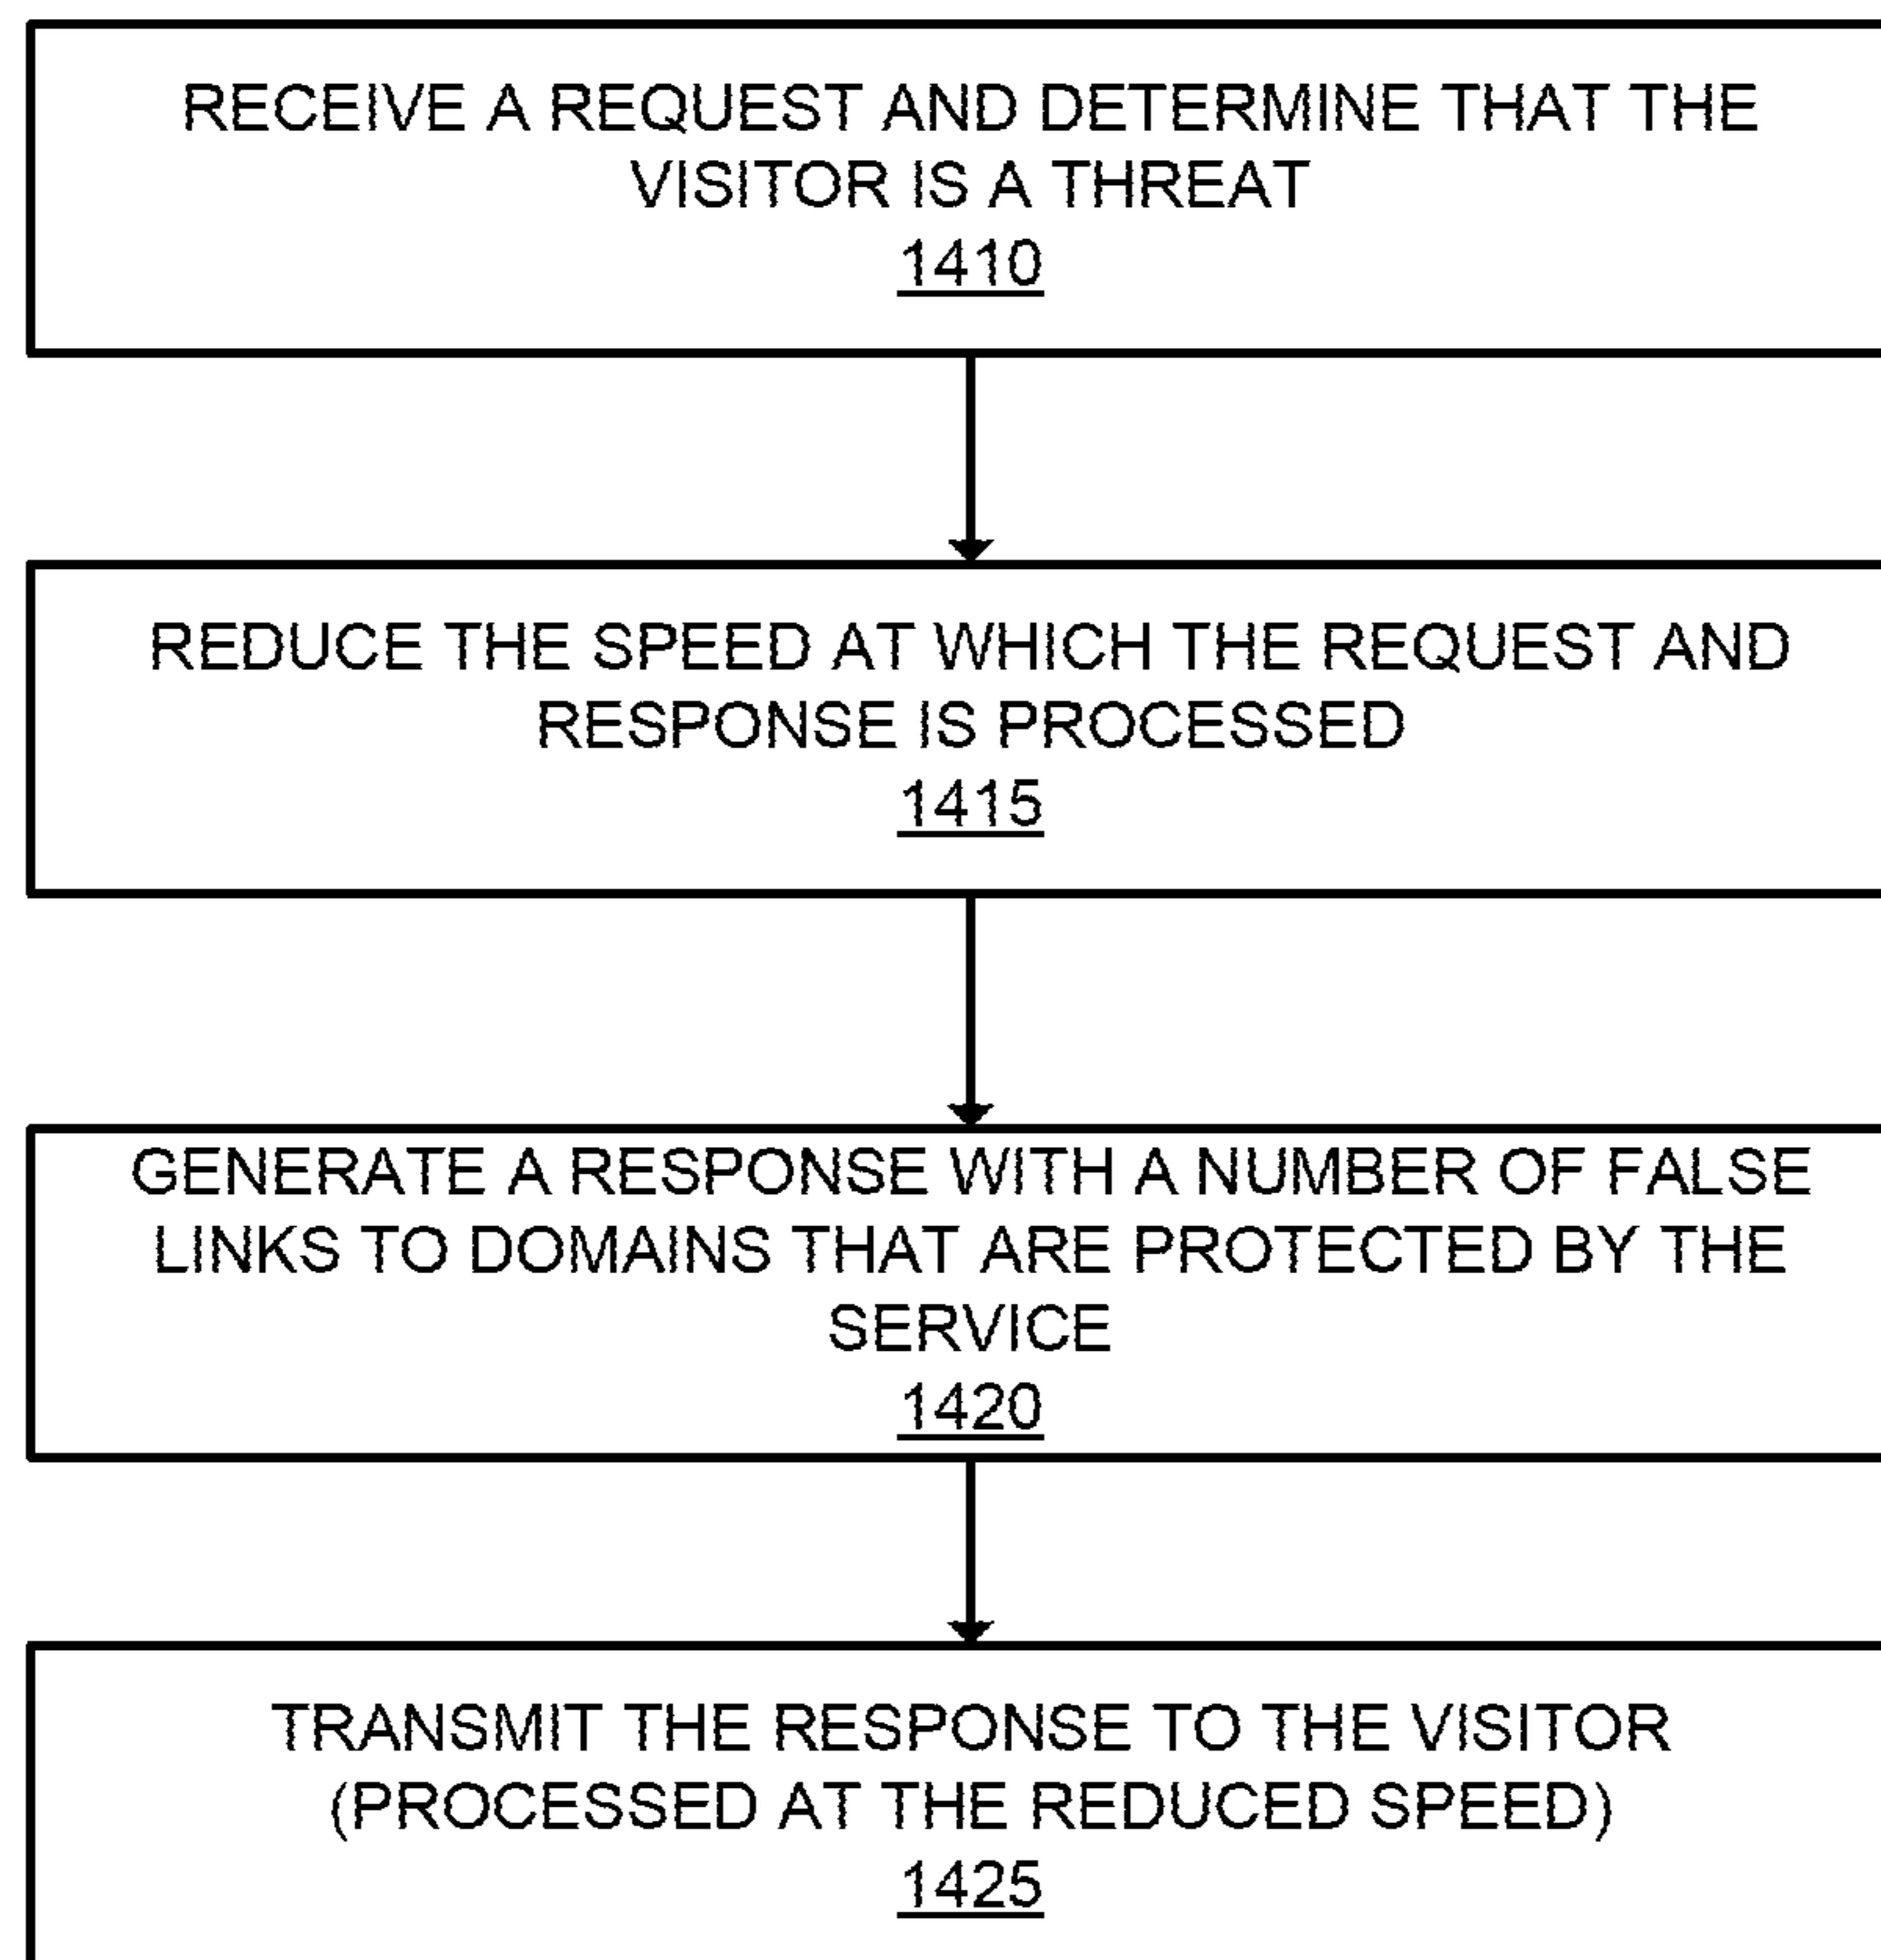 RECEIVE A REQUEST AND DETERMINE THAT THE
VISITOR IS A THREAT
1410
REDUCE THE SPEED AT WHICH THE REQUEST AND
RESPONSE IS PROCESSED
1415
GENERATE A RESPONSE WITH A NUMBER OF FALSE
LINKS TO DOMAINS THAT ARE PROTECTED BY THE
SERVICE
1420
TRANSMIT THE RESPONSE TO THE VISITOR
(PROCESSED AT THE REDUCED SPEED)
1425